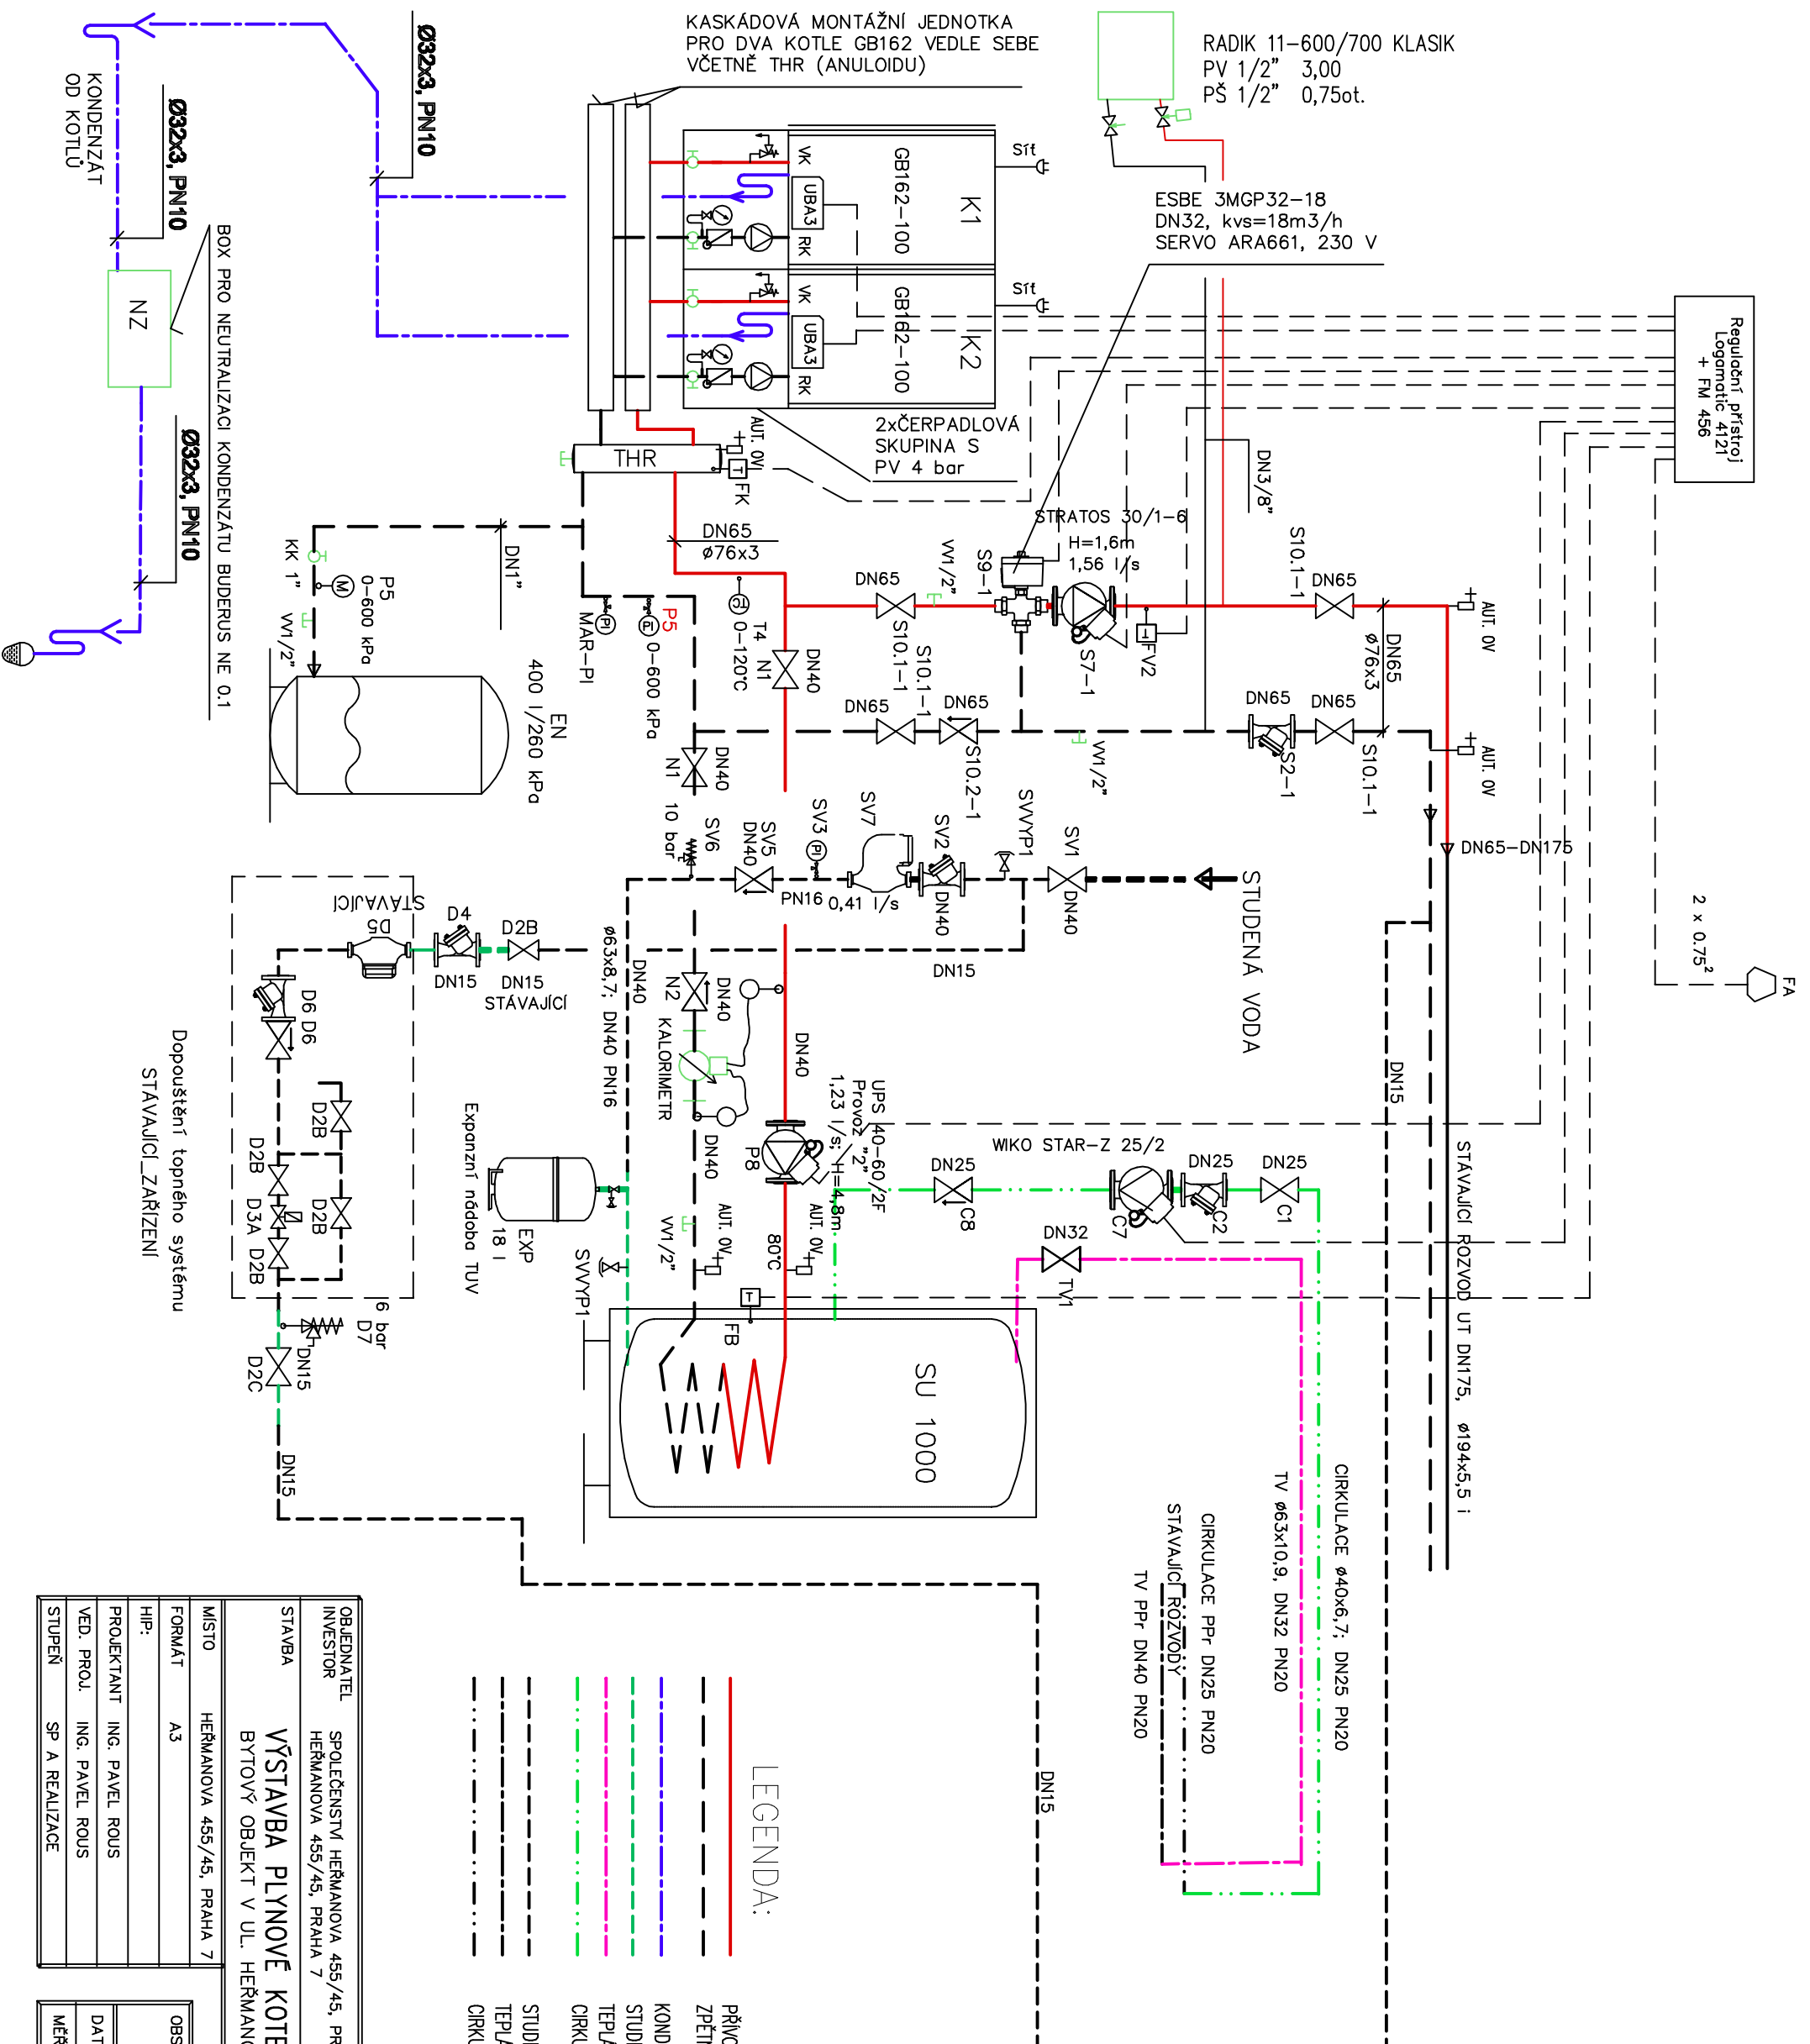 KASKÁDOVÁ MONTÁŽNÍ JEDNOTKA
PRO DVA KOTLE GB162 VEDLE SEBE
VČETNĚ THR (ANULOIDU)
RADIK 11-600/700 KLASIK
PV 1/2" 3,00
PŠ 1/2" 0,75ot.
ESBE 3MGP32-18
DN32, kvs=18m3/h
SERVO ARA661, 230 V
Regulační přístroj
Logamatic 4121
+ FM 456
Ø32x3, PN10
Ø32x3, PN10
Ø32x3, PN10
KONDENZÁT
OD KOTLŮ
NZ
BOX PRO NEUTRALIZACI KONDENZÁTU BUDERUS NE 0.1
K1
GB162-100
VK
UBA3
RK
Síť
K2
GB162-100
VK
UBA3
RK
Síť
2xČERPADLOVÁ
SKUPINA S
PV 4 bar
THR
AUT. OV
FK
DN65
ø76x3
DN1"
KK 1"
P5
0-600 kPa
M
VV1/2"
EN
400 l/260 kPa
MAR-PI
PI
P5
0-600 kPa
T4
0-120°C
N1
DN40
N1
DN40
DN65
VV1/2"
S10.1-1
S9-1
STRATOS 30/1-6
H=1,6m
1,56 l/s
S7-1
FV2
DN3/8"
S10.1-1
DN65
AUT. OV
DN65
ø76x3
AUT. OV
DN65
S10.1-1
DN65
S10.2-1
VV1/2"
DN65
S2-1
DN65
S10.1-1
DN65-DN175
2 x 0.75²
FA
10 bar
SV6
SV5
DN40
SV3
PI
PN16
SV7
0,41 l/s
SV2
DN40
SVVYP1
SV1
DN40
STUDENÁ VODA
DN15
DN15
STÁVAJÍCÍ
D5
D4
DN15
D2B
DN15
STÁVAJÍCÍ
D6 D6
D2B
D2B
D2B
D3A
D2B
Dopouštění topného systému
STÁVAJÍCÍ_ZAŘÍZENÍ
6 bar
D7
DN15
D2C
DN15
DN40
ø63x8,7; DN40 PN16
N2
DN40
KALORIMETR
DN40
DN40
P8
UPS 40-60/2F
Provoz "2"
1,23 l/s; H=4,8m
VV1/2"
AUT. OV
80°C
AUT. OV
Expanzní nádoba TUV
EXP
18 l
SVVYP1
FB
SU 1000
WIKO STAR-Z 25/2
DN25
C8
C7
DN25
C2
DN25
C1
DN32
TV1
STÁVAJÍCÍ ROZVOD UT DN175, ø194x5,5 i
CIRKULACE ø40x6,7; DN25 PN20
TV ø63x10,9, DN32 PN20
CIRKULACE PPr DN25 PN20
STÁVAJÍCÍ ROZVODY
TV PPr DN40 PN20
DN15
LEGENDA:
OBJEDNATEL
INVESTOR
SPOLEČENSTVÍ HEŘMANOVA 455/45, PR
HEŘMANOVA 455/45, PRAHA 7
STAVBA
VÝSTAVBA PLYNOVÉ KOTE
BYTOVÝ OBJEKT V UL. HEŘMANO
MÍSTO HEŘMANOVA 455/45, PRAHA 7
FORMÁT A3
HIP:
PROJEKTANT ING. PAVEL ROUS
VED. PROJ. ING. PAVEL ROUS
STUPEŇ SP A REALIZACE
OBS
DAT